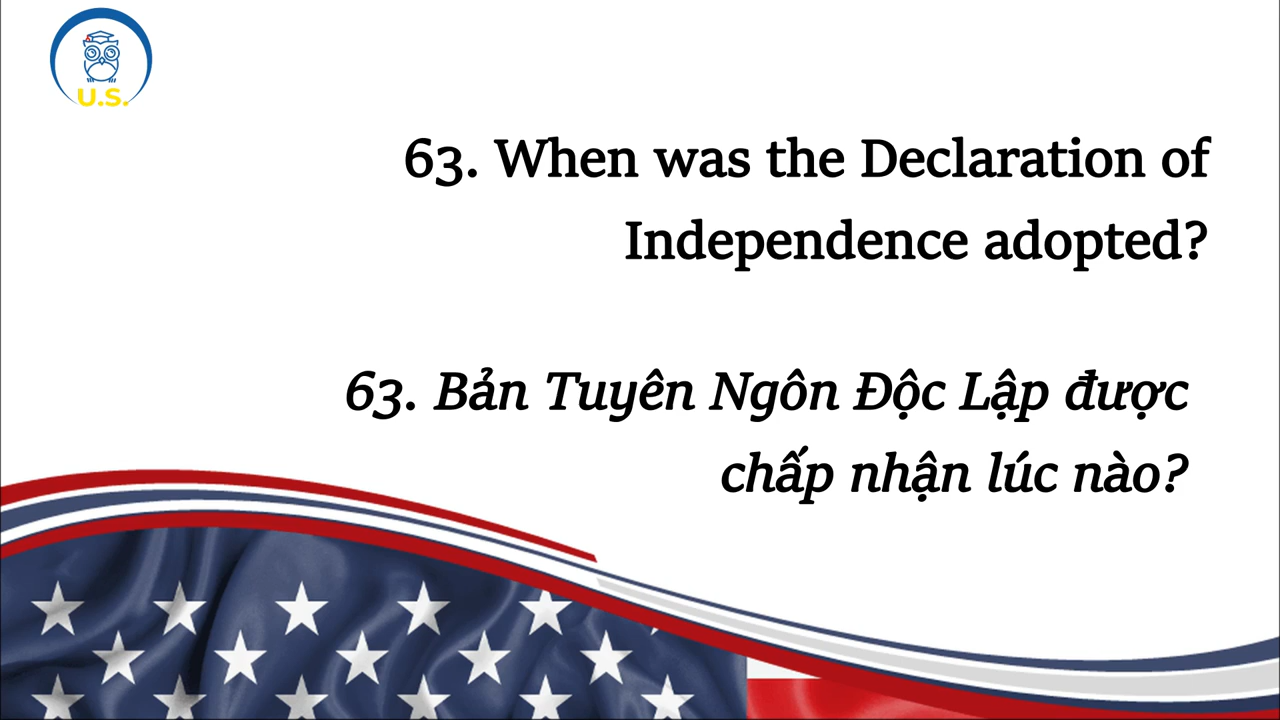 U.S.
63. When was the Declaration of
Independence adopted?
63. Bản Tuyên Ngôn Độc Lập được
chấp nhận lúc nào?